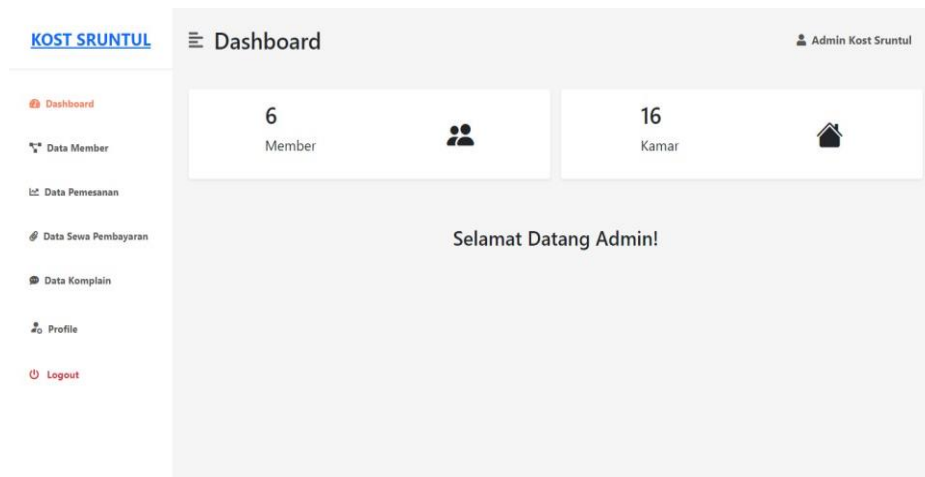 KOST SRUNTUL
Dashboard
Data Member
Data Pemesanan
Data Sewa Pembayaran
Data Komplain
Profile
Logout
Dashboard
Admin Kost Sruntul
6
Member
16
Kamar
Selamat Datang Admin!